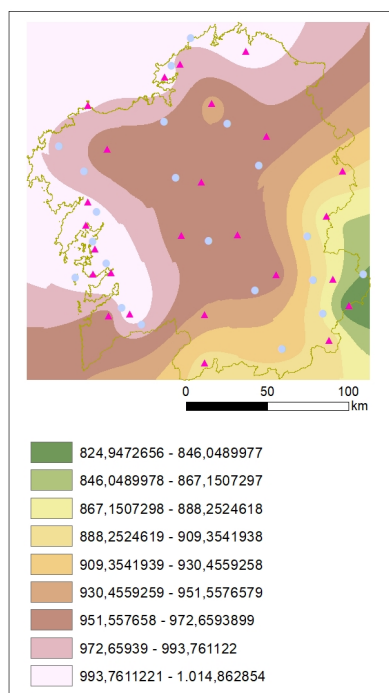 0 50 100
km
824,9472656 - 846,0489977
846,0489978 - 867,1507297
867,1507298 - 888,2524618
888,2524619 - 909,3541938
909,3541939 - 930,4559258
930,4559259 - 951,5576579
951,557658 - 972,6593899
972,65939 - 993,761122
993,7611221 - 1.014,862854